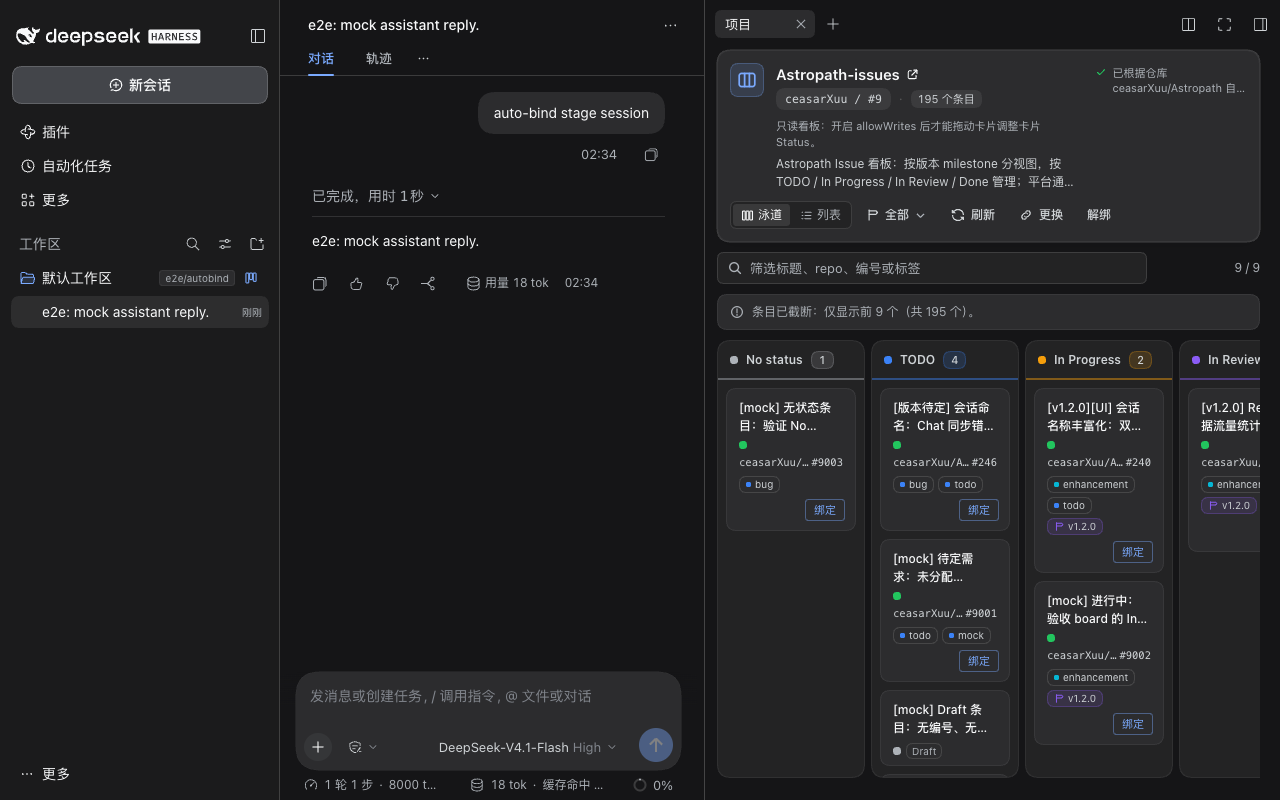 deepseek HARNESS
新会话
插件
自动化任务
更多
工作区
默认工作区 e2e/autobind
e2e: mock assistant reply. 刚刚
更多
e2e: mock assistant reply.
对话 轨迹
auto-bind stage session
02:34
已完成，用时 1 秒
e2e: mock assistant reply.
用量 18 tok 02:34
发消息或创建任务, / 调用指令, @ 文件或对话
DeepSeek-V4.1-Flash High
1 轮 1 步 · 8000 t... 18 tok · 缓存命中 ... 0%
项目
Astropath-issues
ceasarXuu / #9 · 195 个条目
已根据仓库
ceasarXuu/Astropath 自...
只读看板：开启 allowWrites 后才能拖动卡片调整卡片
Status。
Astropath Issue 看板：按版本 milestone 分视图，按
TODO / In Progress / In Review / Done 管理；平台通...
泳道 列表 全部 刷新 更换 解绑
筛选标题、repo、编号或标签 9 / 9
条目已截断：仅显示前 9 个（共 195 个）。
No status 1
[mock] 无状态条
目：验证 No...
ceasarXuu/... #9003
bug
绑定
TODO 4
[版本待定] 会话命
名：Chat 同步错...
ceasarXuu/A... #246
bug todo
绑定
[mock] 待定需
求：未分配...
ceasarXuu/... #9001
todo mock
绑定
[mock] Draft 条
目：无编号、无...
Draft
In Progress 2
[v1.2.0][UI] 会话
名称丰富化：双...
ceasarXuu/A... #240
enhancement
todo
v1.2.0
绑定
[mock] 进行中：
验收 board 的 In...
ceasarXuu/... #9002
enhancement
v1.2.0
绑定
In Review
[v1.2.0] Re
据流量统计
ceasarXuu/
enhancement
v1.2.0